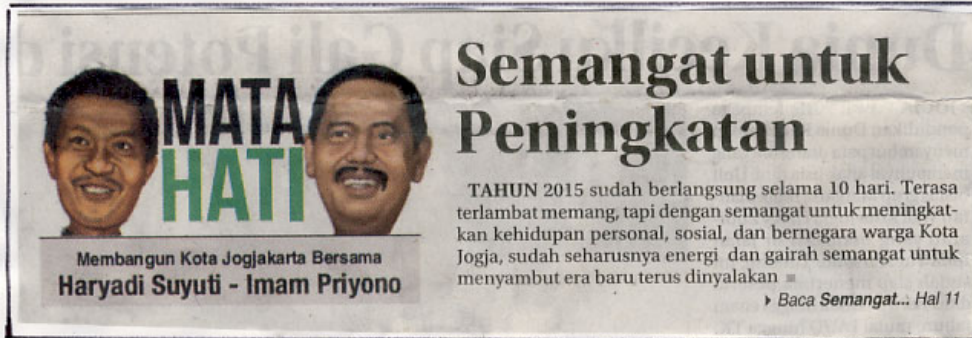 MATA
HATI
Membangun Kota Jogjakarta Bersama
Haryadi Suyuti - Imam Priyono
Semangat untuk
Peningkatan
TAHUN 2015 sudah berlangsung selama 10 hari. Terasa
terlambat memang, tapi dengan semangat untuk meningkat-
kan kehidupan personal, sosial, dan bernegara warga Kota
Jogja, sudah seharusnya energi dan gairah semangat untuk
menyambut era baru terus dinyalakan
Baca Semangat... Hal 11